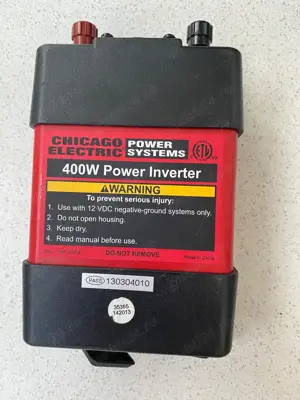 CHICAGO ELECTRIC POWER SYSTEMS
ETL
400W Power Inverter
WARNING
To prevent serious injury:
1. Use with 12 VDC negative-ground systems only.
2. Do not open housing.
3. Keep dry.
4. Read manual before use.
DO NOT REMOVE
Made in China
PASS 130304010
35365
142013